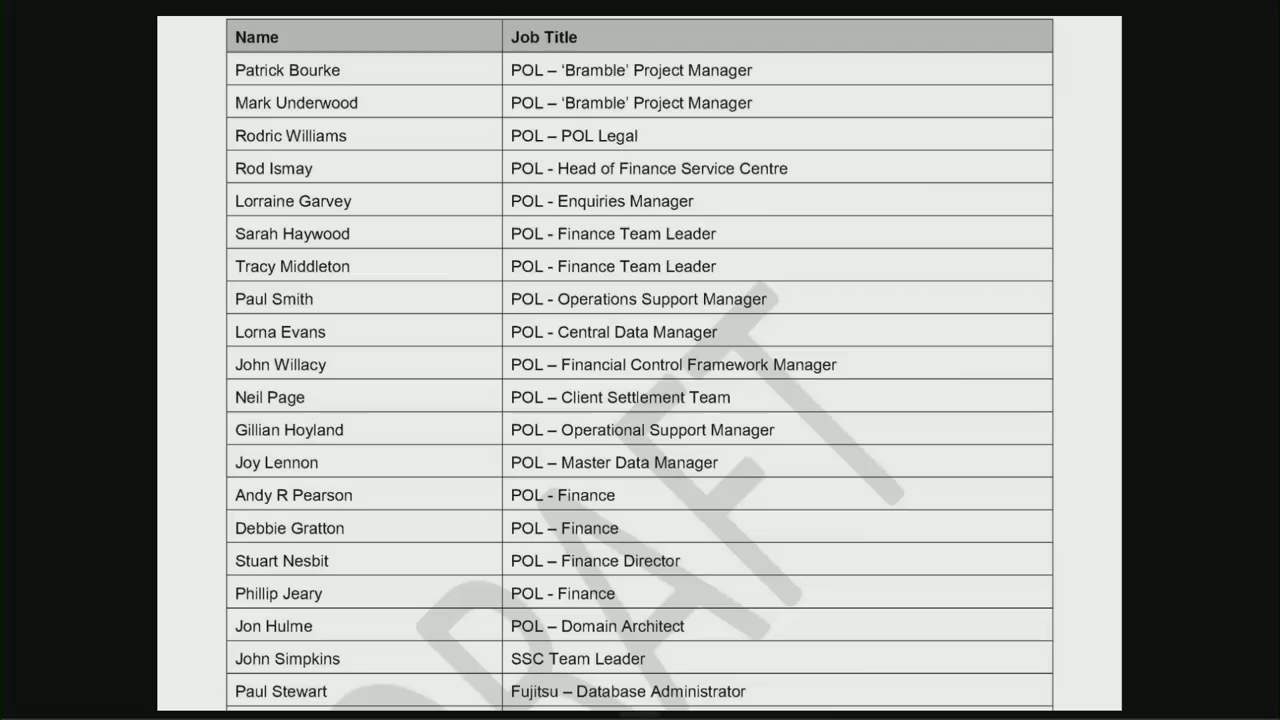 Name Job Title
Patrick Bourke POL – ‘Bramble’ Project Manager
Mark Underwood POL – ‘Bramble’ Project Manager
Rodric Williams POL – POL Legal
Rod Ismay POL - Head of Finance Service Centre
Lorraine Garvey POL - Enquiries Manager
Sarah Haywood POL - Finance Team Leader
Tracy Middleton POL - Finance Team Leader
Paul Smith POL - Operations Support Manager
Lorna Evans POL - Central Data Manager
John Willacy POL – Financial Control Framework Manager
Neil Page POL – Client Settlement Team
Gillian Hoyland POL – Operational Support Manager
Joy Lennon POL – Master Data Manager
Andy R Pearson POL - Finance
Debbie Gratton POL – Finance
Stuart Nesbit POL – Finance Director
Phillip Jeary POL - Finance
Jon Hulme POL – Domain Architect
John Simpkins SSC Team Leader
Paul Stewart Fujitsu – Database Administrator
DRAFT